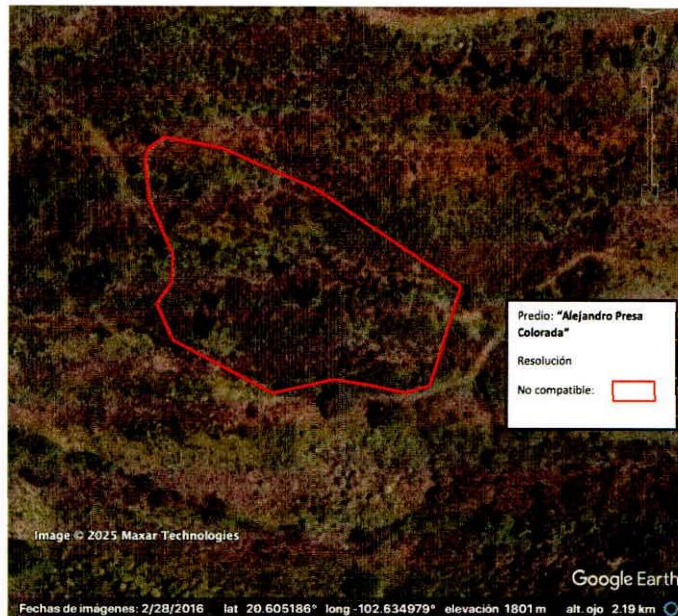 Predio: "Alejandro Presa
Colorada"
Resolución
No compatible:
Image © 2025 Maxar Technologies
Google Earth
Fechas de imágenes: 2/28/2016 lat 20.605186° long -102.634979° elevación 1801 m alt. ojo 2.19 km